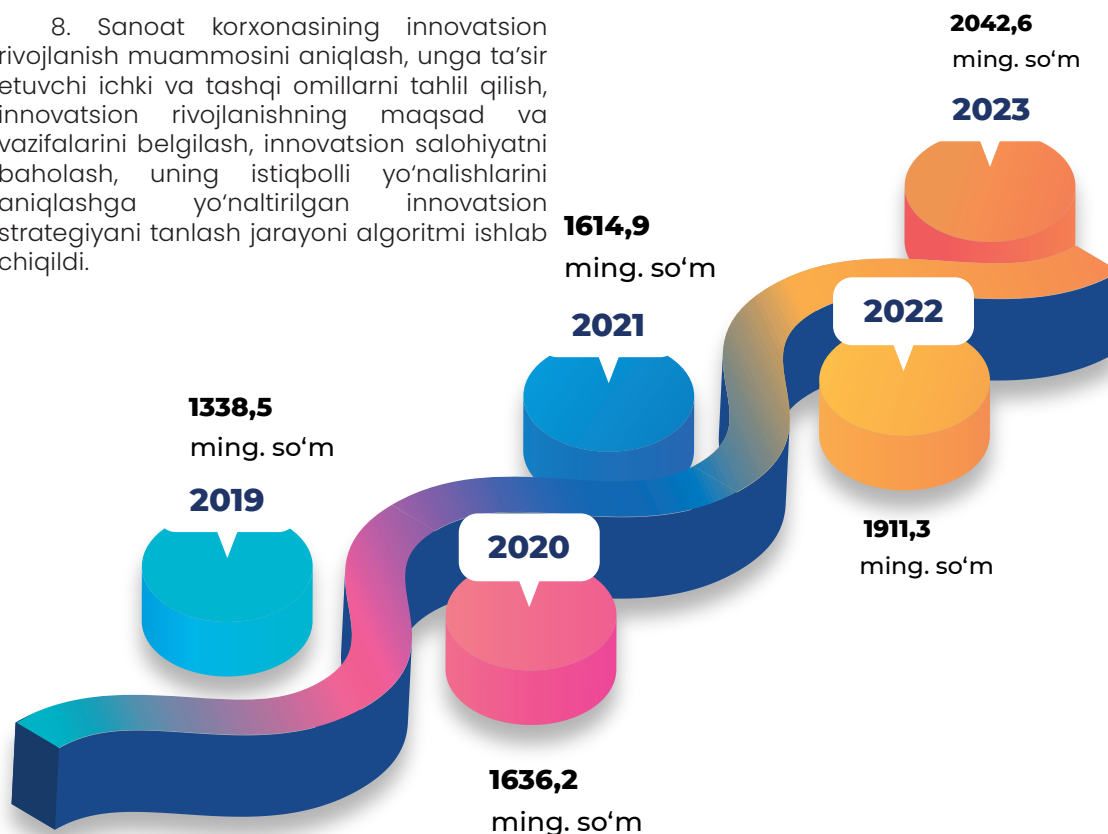 8. Sanoat korxonasining innovatsion
rivojlanish muammosini aniqlash, unga ta’sir
etuvchi ichki va tashqi omillarni tahlil qilish,
innovatsion rivojlanishning maqsad va
vazifalarini belgilash, innovatsion salohiyatni
baholash, uning istiqbolli yo‘nalishlarini
aniqlashga yo‘naltirilgan innovatsion
strategiyani tanlash jarayoni algoritmi ishlab
chiqildi.
1338,5
ming. so‘m
2019
2020
1636,2
ming. so‘m
1614,9
ming. so‘m
2021
2022
1911,3
ming. so‘m
2042,6
ming. so‘m
2023